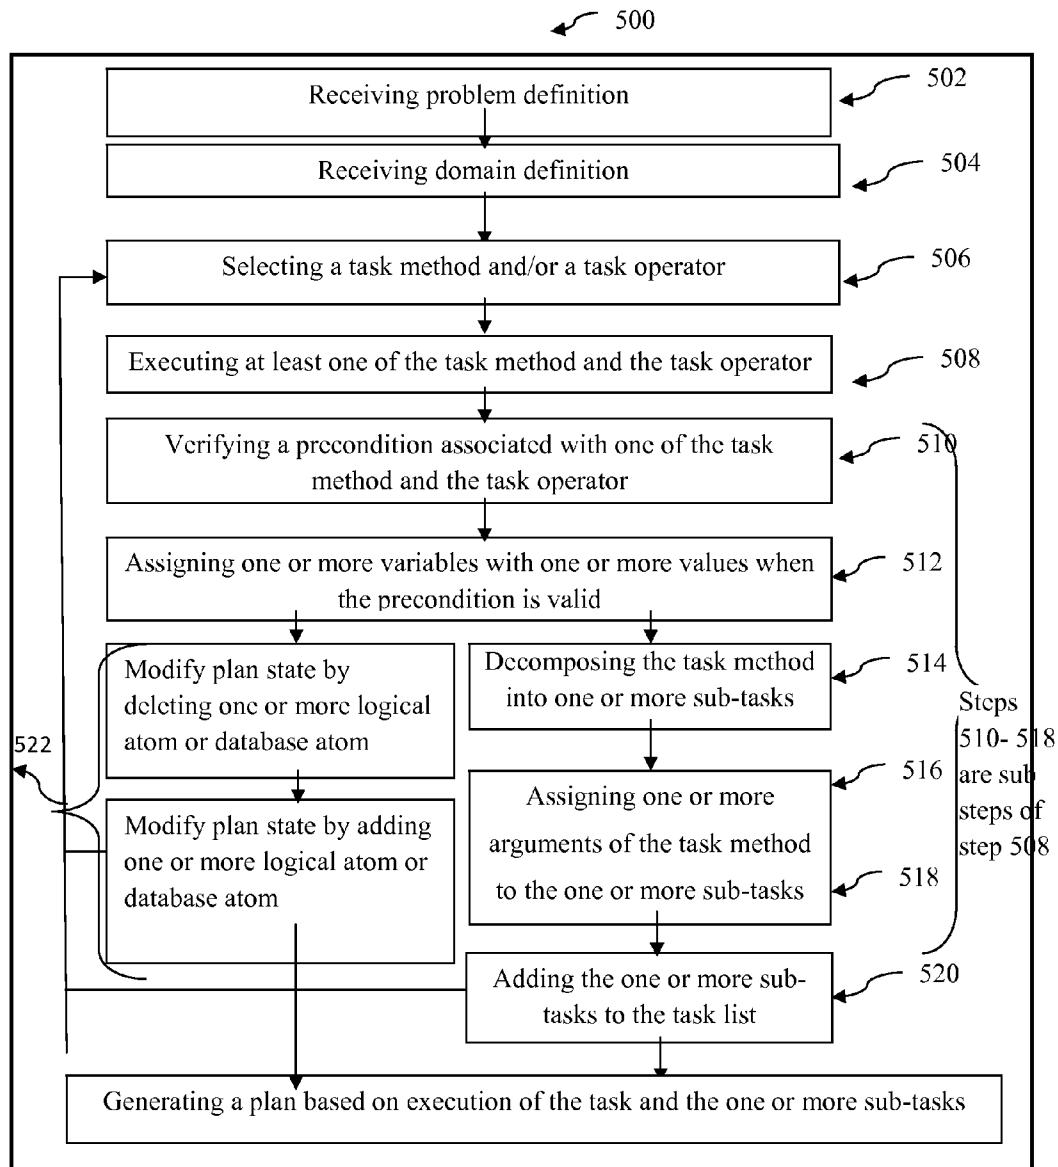 500
Receiving problem definition
502
Receiving domain definition
504
Selecting a task method and/or a task operator
506
Executing at least one of the task method and the task operator
508
Verifying a precondition associated with one of the task
method and the task operator
510
Assigning one or more variables with one or more values when
the precondition is valid
512
Modify plan state by
deleting one or more logical
atom or database atom
Decomposing the task method
into one or more sub-tasks
514
Steps
510- 518
are sub
steps of
step 508
522
Modify plan state by adding
one or more logical atom or
database atom
516
Assigning one or more
arguments of the task method
to the one or more sub-tasks
518
Adding the one or more sub-
tasks to the task list
520
Generating a plan based on execution of the task and the one or more sub-tasks